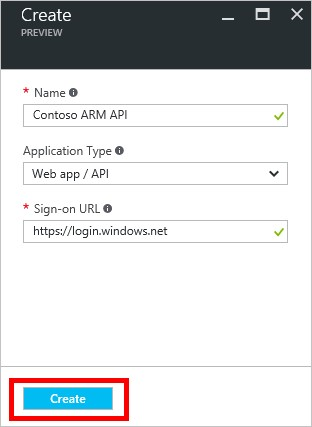 Create
PREVIEW
* Name
Contoso ARM API
Application Type
Web app / API
* Sign-on URL
https://login.windows.net
Create